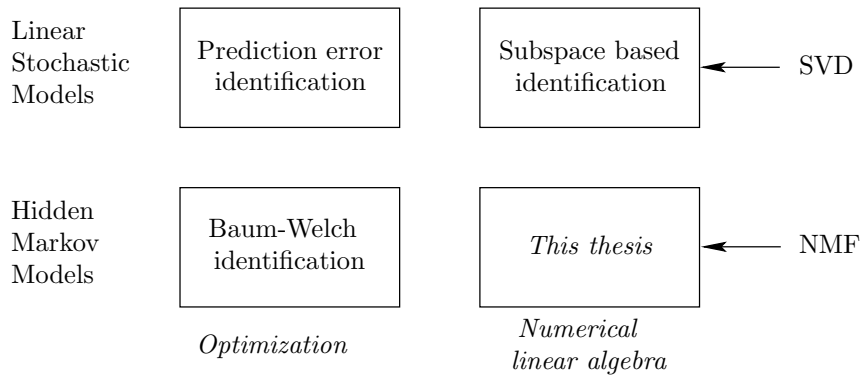 Linear
Stochastic
Models
Prediction error
identification
Subspace based
identification
SVD
Hidden
Markov
Models
Baum-Welch
identification
This thesis
NMF
Optimization
Numerical
linear algebra